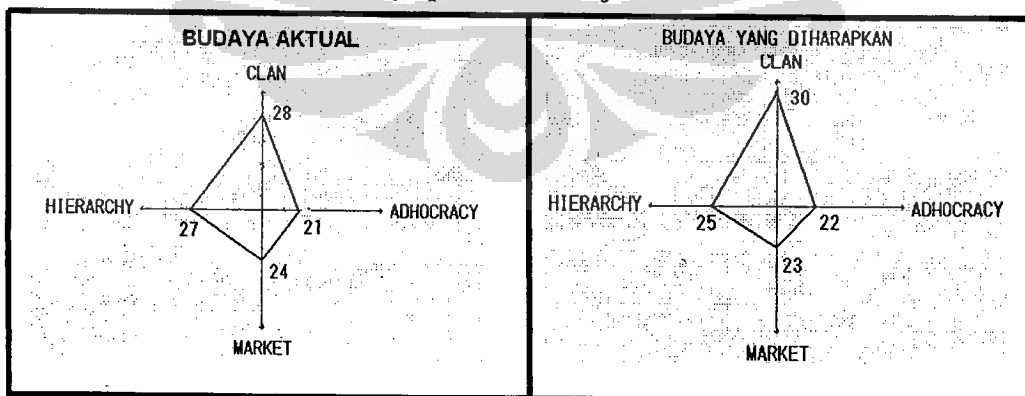 BUDAYA AKTUAL
CLAN
28
HIERARCHY
ADHOCRACY
27
21
24
MARKET
BUDAYA YANG DIHARAPKAN
CLAN
30
HIERARCHY
ADHOCRACY
25
22
23
MARKET